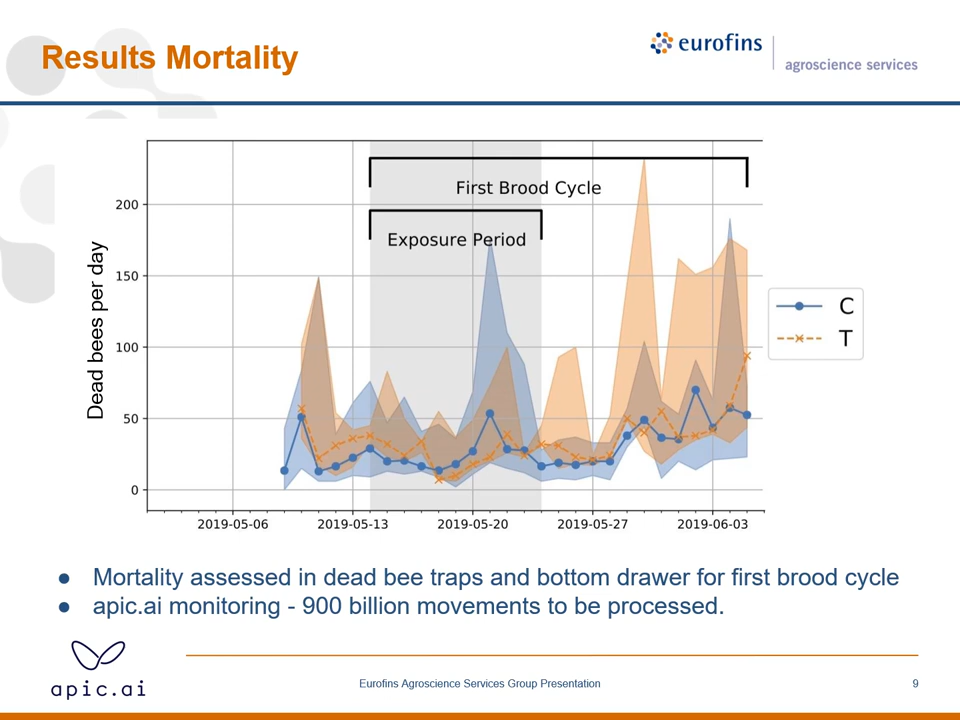 Results Mortality
eurofins
agroscience services
First Brood Cycle
Exposure Period
Dead bees per day
200
150
100
50
0
C
T
2019-05-06
2019-05-13
2019-05-20
2019-05-27
2019-06-03
● Mortality assessed in dead bee traps and bottom drawer for first brood cycle
● apic.ai monitoring - 900 billion movements to be processed.
apic.ai
Eurofins Agroscience Services Group Presentation
9